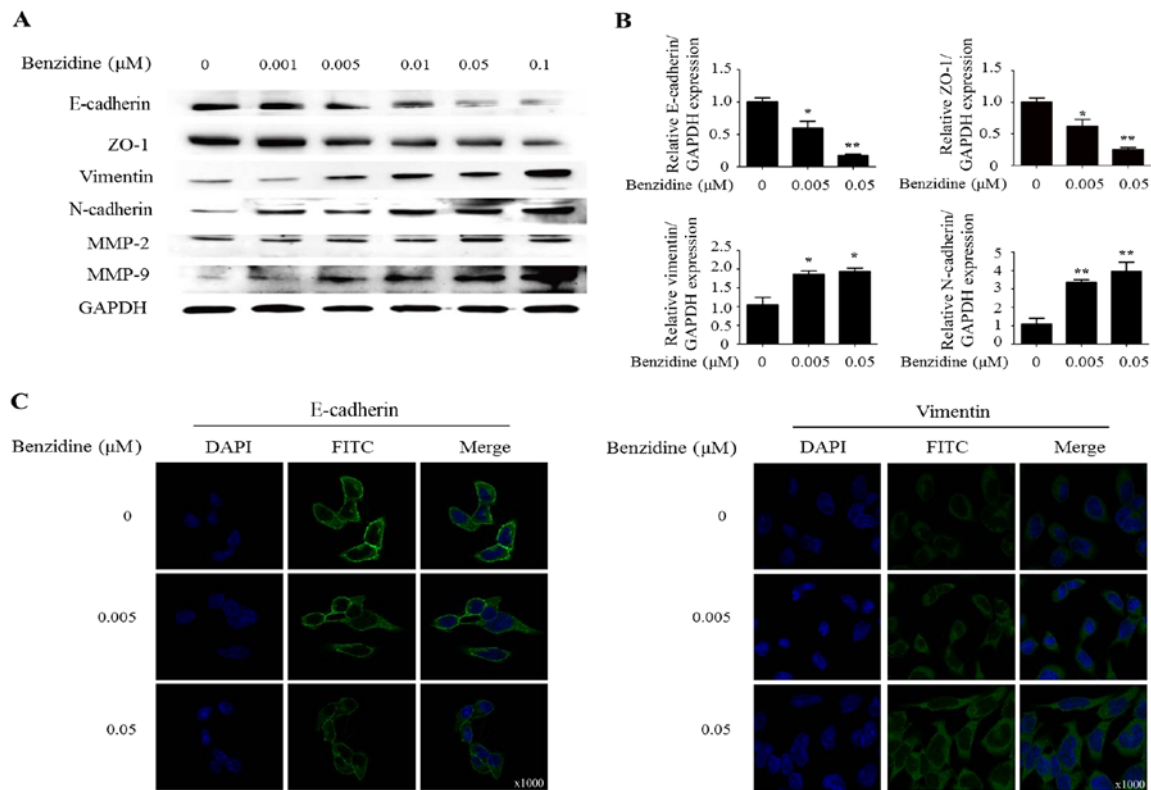 A
Benzidine (μM) 0 0.001 0.005 0.01 0.05 0.1
E-cadherin
ZO-1
Vimentin
N-cadherin
MMP-2
MMP-9
GAPDH
B
Relative E-cadherin/
GAPDH expression
1.5
1.0
0.5
0
*
**
Benzidine (μM) 0 0.005 0.05
Relative ZO-1/
GAPDH expression
1.5
1.0
0.5
0
*
**
Benzidine (μM) 0 0.005 0.05
Relative vimentin/
GAPDH expression
2.5
2.0
1.5
1.0
0.5
0
*
*
Benzidine (μM) 0 0.005 0.05
Relative N-cadherin/
GAPDH expression
5
4
3
2
1
0
**
**
Benzidine (μM) 0 0.005 0.05
C
E-cadherin
Benzidine (μM) DAPI FITC Merge
0
0.005
0.05
x1000
Vimentin
Benzidine (μM) DAPI FITC Merge
0
0.005
0.05
x1000